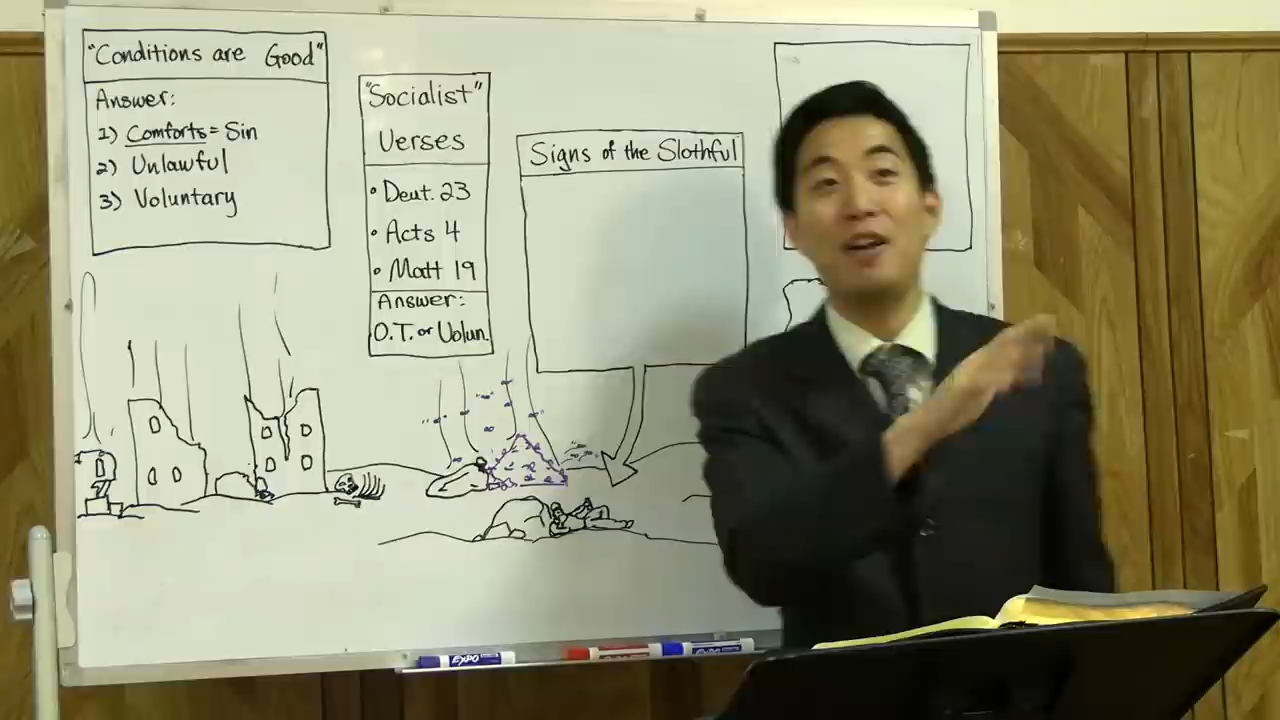 "Conditions are Good"
Answer:
1) Comforts = Sin
2) Unlawful
3) Voluntary
"Socialist"
Verses
• Deut. 23
• Acts 4
• Matt 19
Answer:
O.T. or Volun.
Signs of the Slothful
EXPO
EXPO